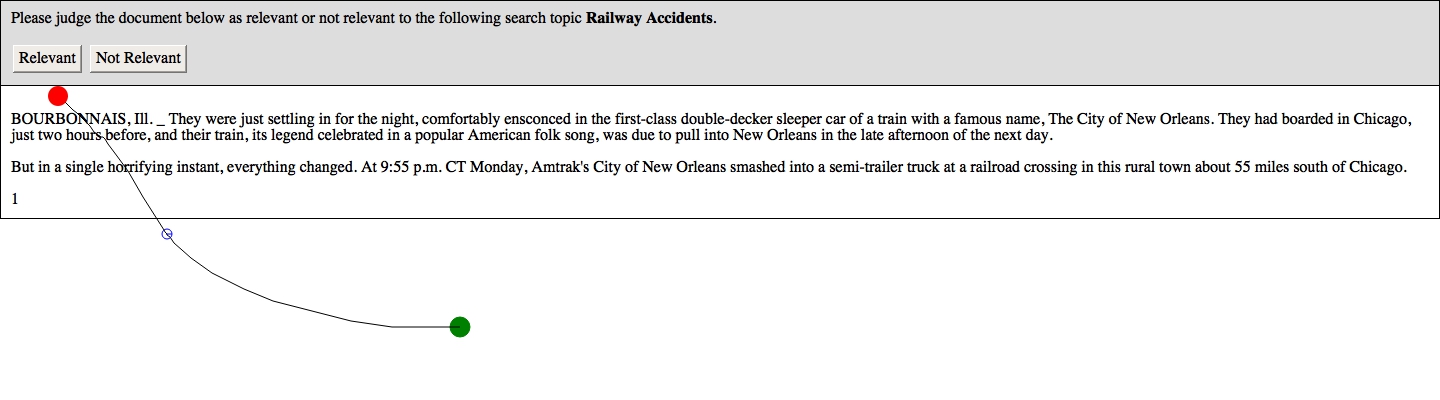 Please judge the document below as relevant or not relevant to the following search topic Railway Accidents.
Relevant Not Relevant
BOURBONNAIS, Ill. _ They were just settling in for the night, comfortably ensconced in the first-class double-decker sleeper car of a train with a famous name, The City of New Orleans. They had boarded in Chicago,
just two hours before, and their train, its legend celebrated in a popular American folk song, was due to pull into New Orleans in the late afternoon of the next day.
But in a single horrifying instant, everything changed. At 9:55 p.m. CT Monday, Amtrak's City of New Orleans smashed into a semi-trailer truck at a railroad crossing in this rural town about 55 miles south of Chicago.
1